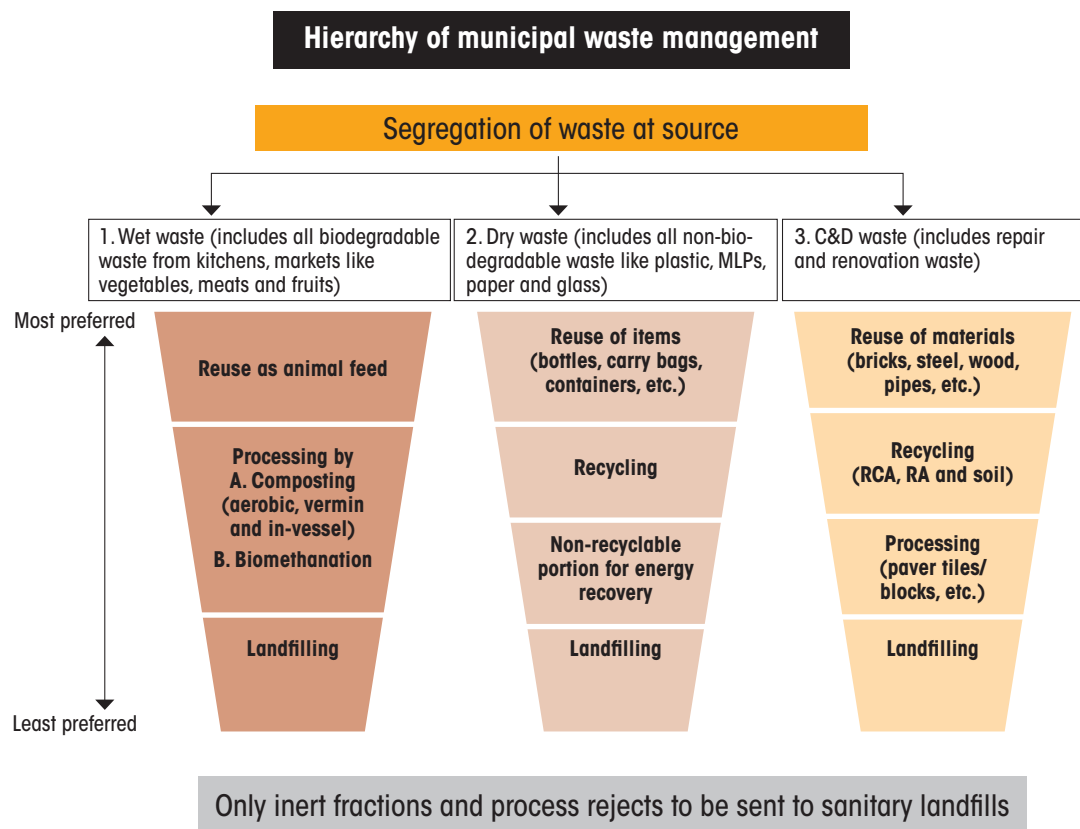 Hierarchy of municipal waste management
Segregation of waste at source
1. Wet waste (includes all biodegradable
waste from kitchens, markets like
vegetables, meats and fruits)
2. Dry waste (includes all non-bio-
degradable waste like plastic, MLPs,
paper and glass)
3. C&D waste (includes repair
and renovation waste)
Most preferred
Least preferred
Reuse as animal feed
Processing by
A. Composting
(aerobic, vermin
and in-vessel)
B. Biomethanation
Landfilling
Reuse of items
(bottles, carry bags,
containers, etc.)
Recycling
Non-recyclable
portion for energy
recovery
Landfilling
Reuse of materials
(bricks, steel, wood,
pipes, etc.)
Recycling
(RCA, RA and soil)
Processing
(paver tiles/
blocks, etc.)
Landfilling
Only inert fractions and process rejects to be sent to sanitary landfills